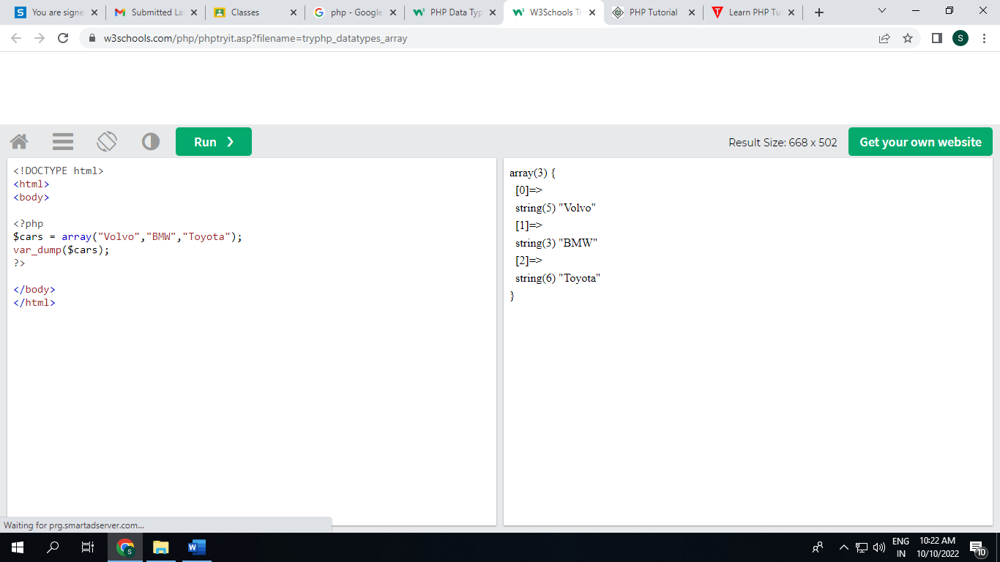 You are signe
Submitted La
Classes
php - Google
PHP Data Typ
W3Schools Tr
PHP Tutorial
Learn PHP Tu
w3schools.com/php/phptryit.asp?filename=tryphp_datatypes_array
S
Run ❯
Result Size: 668 x 502
Get your own website
<!DOCTYPE html>
<html>
<body>
<?php
$cars = array("Volvo","BMW","Toyota");
var_dump($cars);
?>
</body>
</html>
array(3) {
[0]=>
string(5) "Volvo"
[1]=>
string(3) "BMW"
[2]=>
string(6) "Toyota"
}
Waiting for prg.smartadserver.com...
ENG
IN
10:22 AM
10/10/2022
10